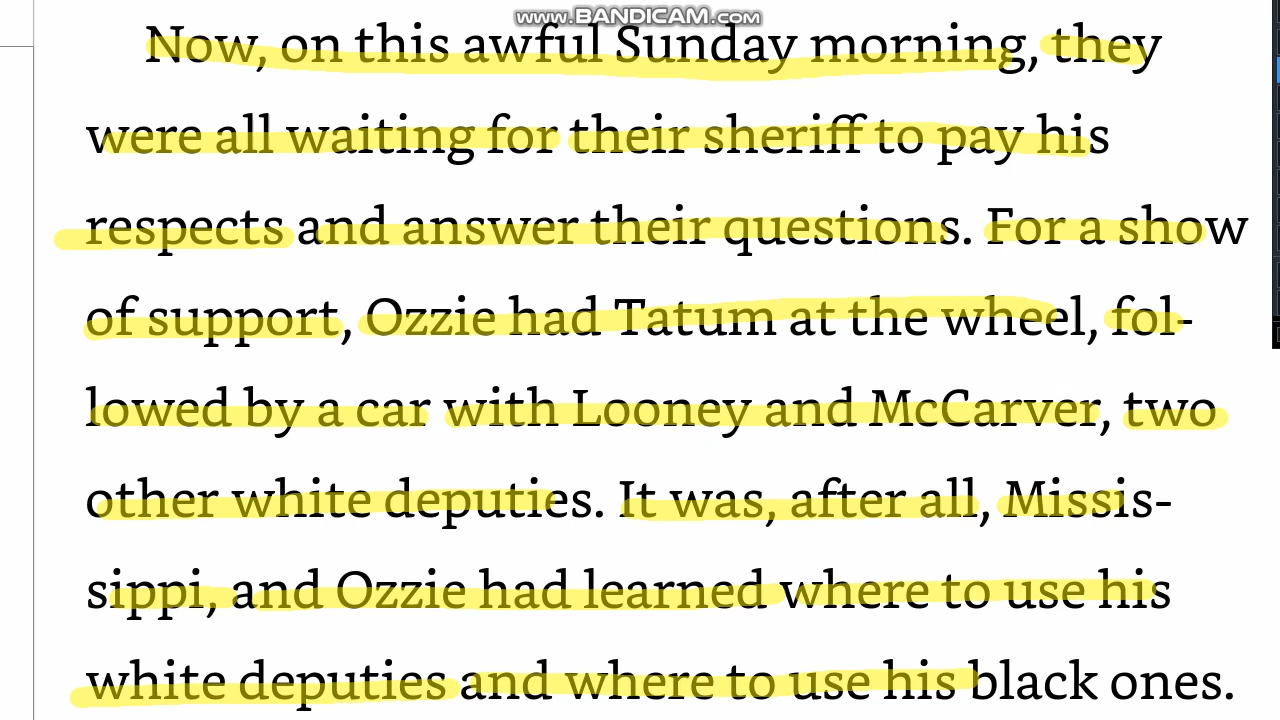 www.BANDICAM.com
Now, on this awful Sunday morning, they
were all waiting for their sheriff to pay his
respects and answer their questions. For a show
of support, Ozzie had Tatum at the wheel, fol-
lowed by a car with Looney and McCarver, two
other white deputies. It was, after all, Missis-
sippi, and Ozzie had learned where to use his
white deputies and where to use his black ones.